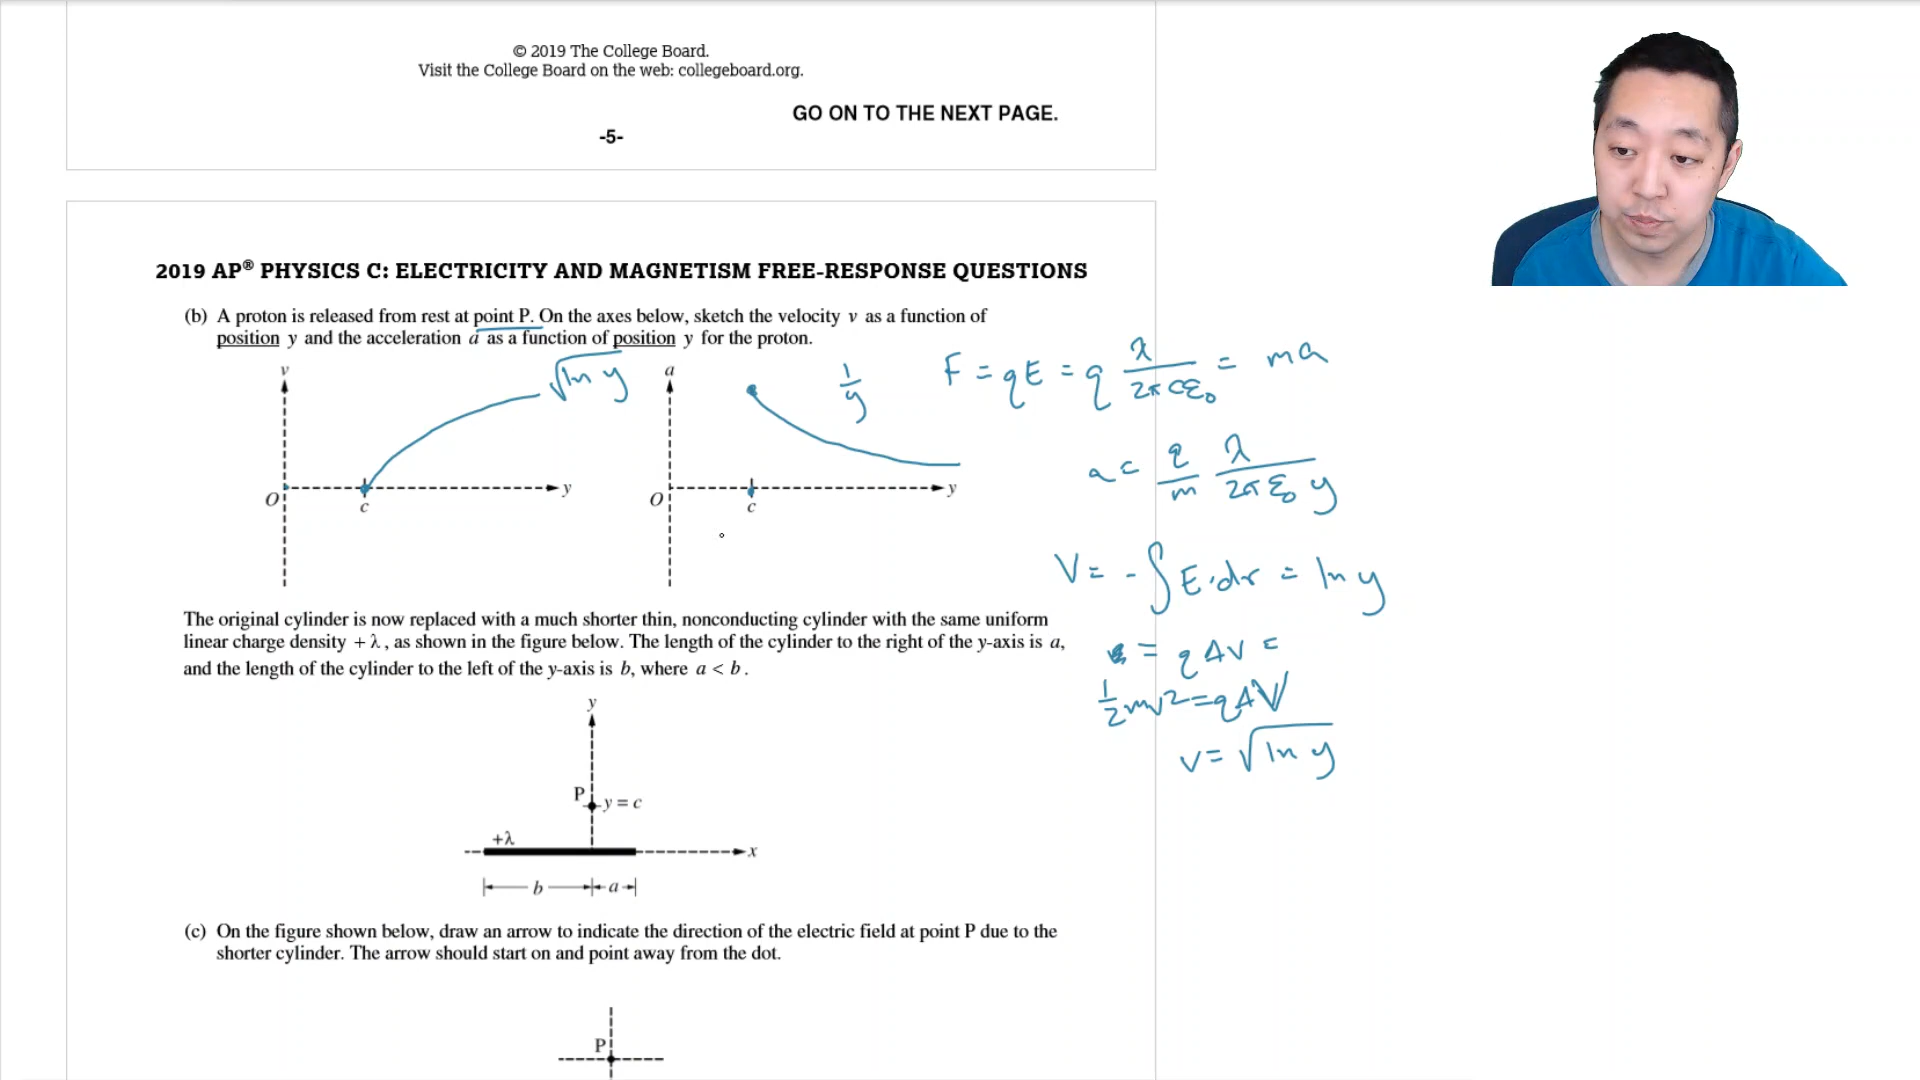 © 2019 The College Board.
Visit the College Board on the web: collegeboard.org.
GO ON TO THE NEXT PAGE.
-5-
2019 AP® PHYSICS C: ELECTRICITY AND MAGNETISM FREE-RESPONSE QUESTIONS
(b) A proton is released from rest at point P. On the axes below, sketch the velocity v as a function of
position y and the acceleration a as a function of position y for the proton.
v
√ln y
a
1/y
F = qE = q λ/2πcε₀ = ma
a = q/m λ/2πε₀y
O
c
y
O
c
y
V = - ∫E·dr = ln y
The original cylinder is now replaced with a much shorter thin, nonconducting cylinder with the same uniform
linear charge density +λ, as shown in the figure below. The length of the cylinder to the right of the y-axis is a,
and the length of the cylinder to the left of the y-axis is b, where a < b.
= qΔV =
½mv²=qΔV
v = √ln y
y
P
y = c
+λ
x
b
a
(c) On the figure shown below, draw an arrow to indicate the direction of the electric field at point P due to the
shorter cylinder. The arrow should start on and point away from the dot.
P